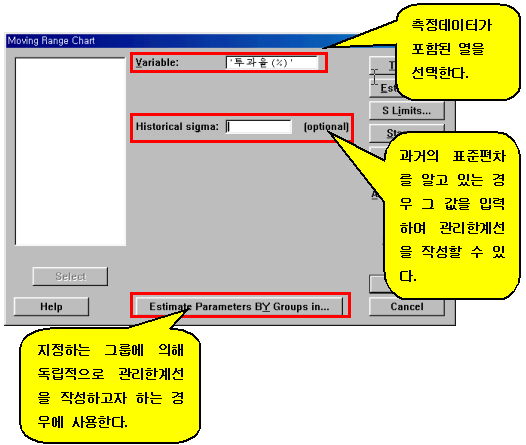 Moving Range Chart
측정데이터가
포함된 열을
선택한다.
Variable:
'투과율(%)'
S Limits...
Historical sigma:
(optional)
과거의 표준편차
를 알고 있는 경
우 그 값을 입력
하며 관리한계선
을 작성할 수 있
다.
Select
Help
Estimate Parameters BY Groups in...
Cancel
지정하는 그룹에 의해
독립적으로 관리한계선
을 작성하고자 하는 경
우에 사용한다.